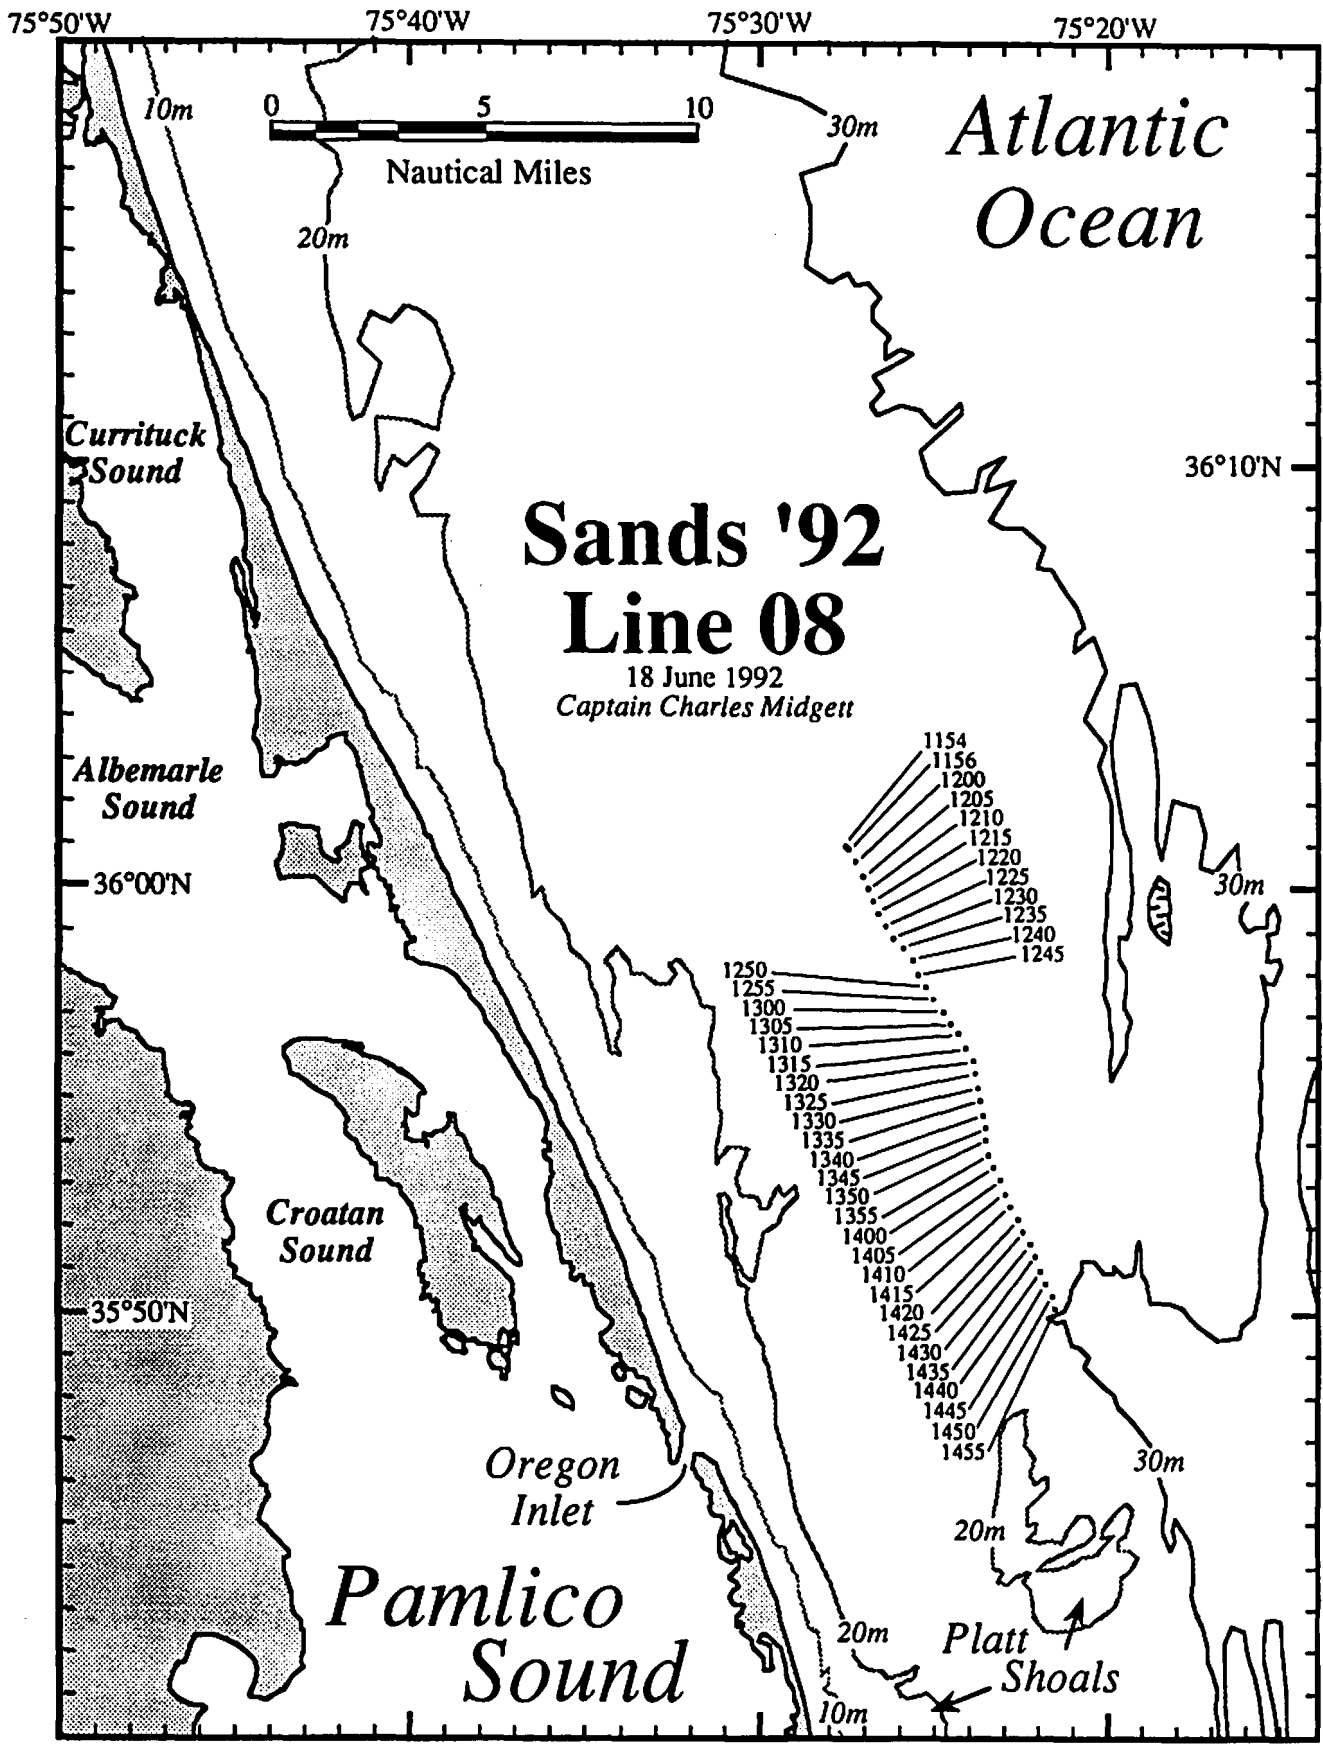 75°50'W 75°40'W 75°30'W 75°20'W
10m
0 5 10
Nautical Miles
30m
Atlantic
Ocean
20m
Currituck
Sound
36°10'N
Sands '92
Line 08
18 June 1992
Captain Charles Midgett
1154
1156
1200
1205
1210
1215
1220
1225
1230
1235
1240
1245
Albemarle
Sound
36°00'N
30m
1250
1255
1300
1305
1310
1315
1320
1325
1330
1335
1340
1345
1350
1355
1400
1405
1410
1415
1420
1425
1430
1435
1440
1445
1450
1455
Croatan
Sound
35°50'N
Oregon
Inlet
30m
20m
Pamlico
Sound
20m
Platt
Shoals
10m